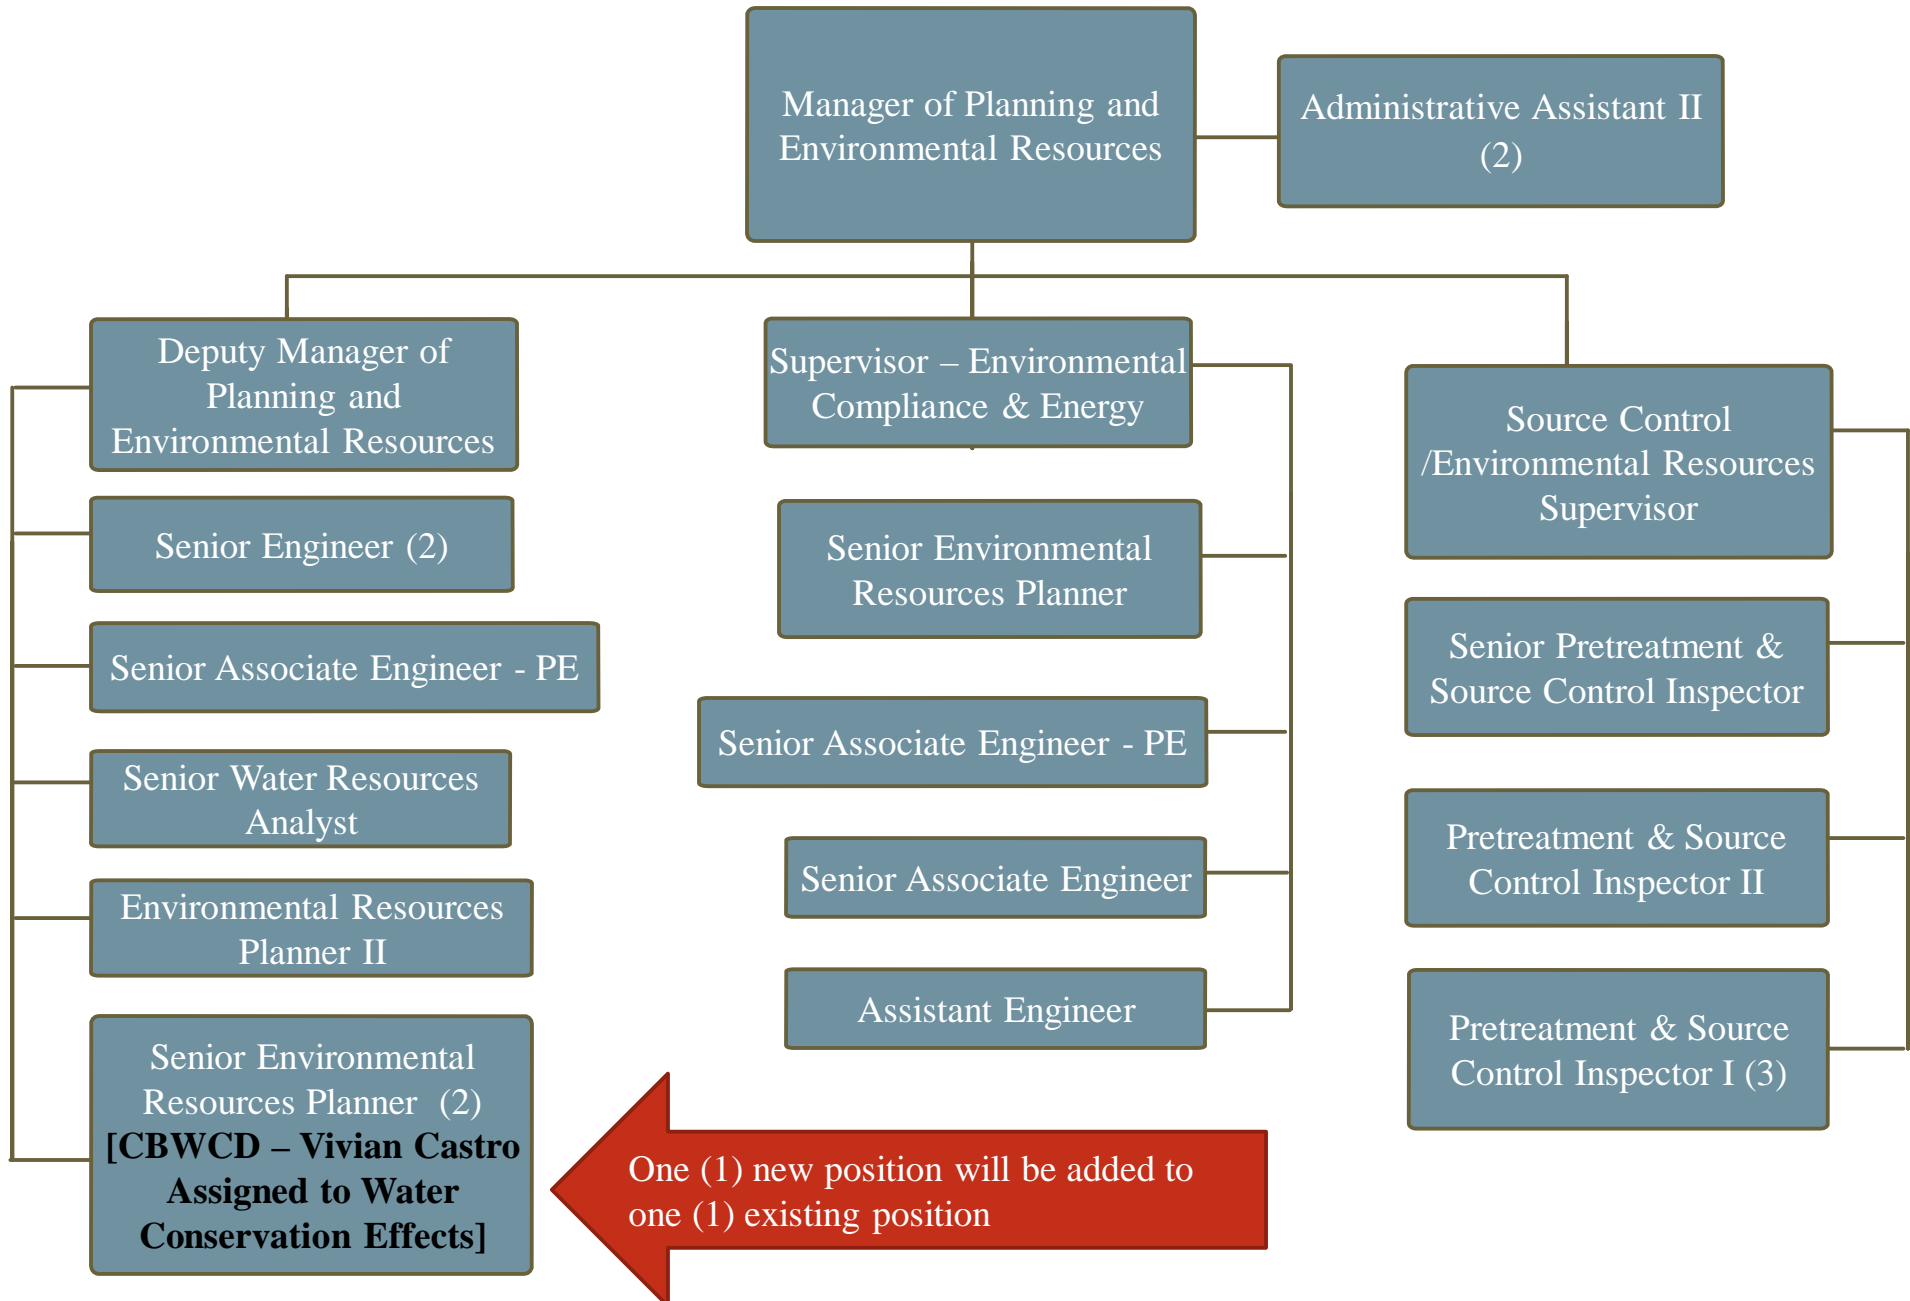 Manager of Planning and
Environmental Resources
Administrative Assistant II
(2)
Deputy Manager of
Planning and
Environmental Resources
Senior Engineer (2)
Senior Associate Engineer - PE
Senior Water Resources
Analyst
Environmental Resources
Planner II
Senior Environmental
Resources Planner (2)
[CBWCD – Vivian Castro
Assigned to Water
Conservation Effects]
One (1) new position will be added to
one (1) existing position
Supervisor – Environmental
Compliance & Energy
Senior Environmental
Resources Planner
Senior Associate Engineer - PE
Senior Associate Engineer
Assistant Engineer
Source Control
/Environmental Resources
Supervisor
Senior Pretreatment &
Source Control Inspector
Pretreatment & Source
Control Inspector II
Pretreatment & Source
Control Inspector I (3)